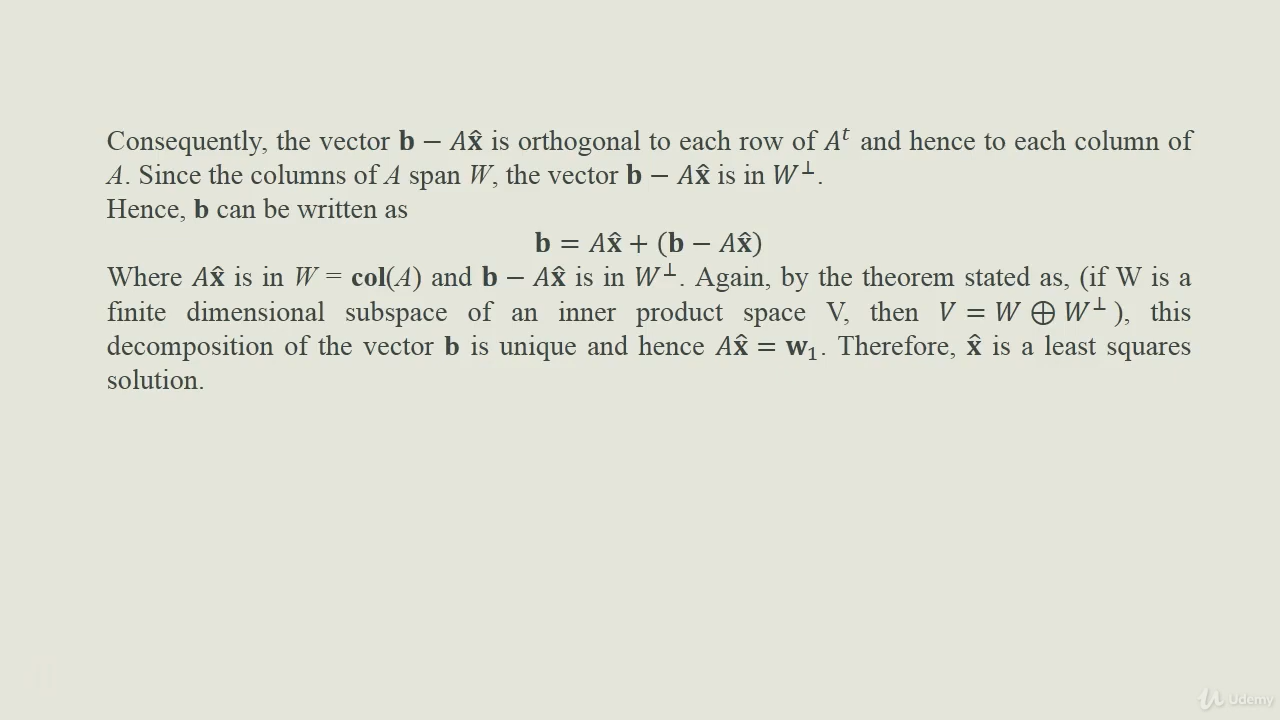 Consequently, the vector 𝐛 − 𝐴𝐱̂ is orthogonal to each row of 𝐴ᵗ and hence to each column of
A. Since the columns of A span W, the vector 𝐛 − 𝐴𝐱̂ is in 𝑊⊥.
Hence, b can be written as
𝐛 = 𝐴𝐱̂ + (𝐛 − 𝐴𝐱̂)
Where 𝐴𝐱̂ is in W = col(A) and 𝐛 − 𝐴𝐱̂ is in 𝑊⊥. Again, by the theorem stated as, (if W is a
finite dimensional subspace of an inner product space V, then 𝑉 = 𝑊 ⊕ 𝑊⊥), this
decomposition of the vector b is unique and hence 𝐴𝐱̂ = 𝐰₁. Therefore, 𝐱̂ is a least squares
solution.
Udemy